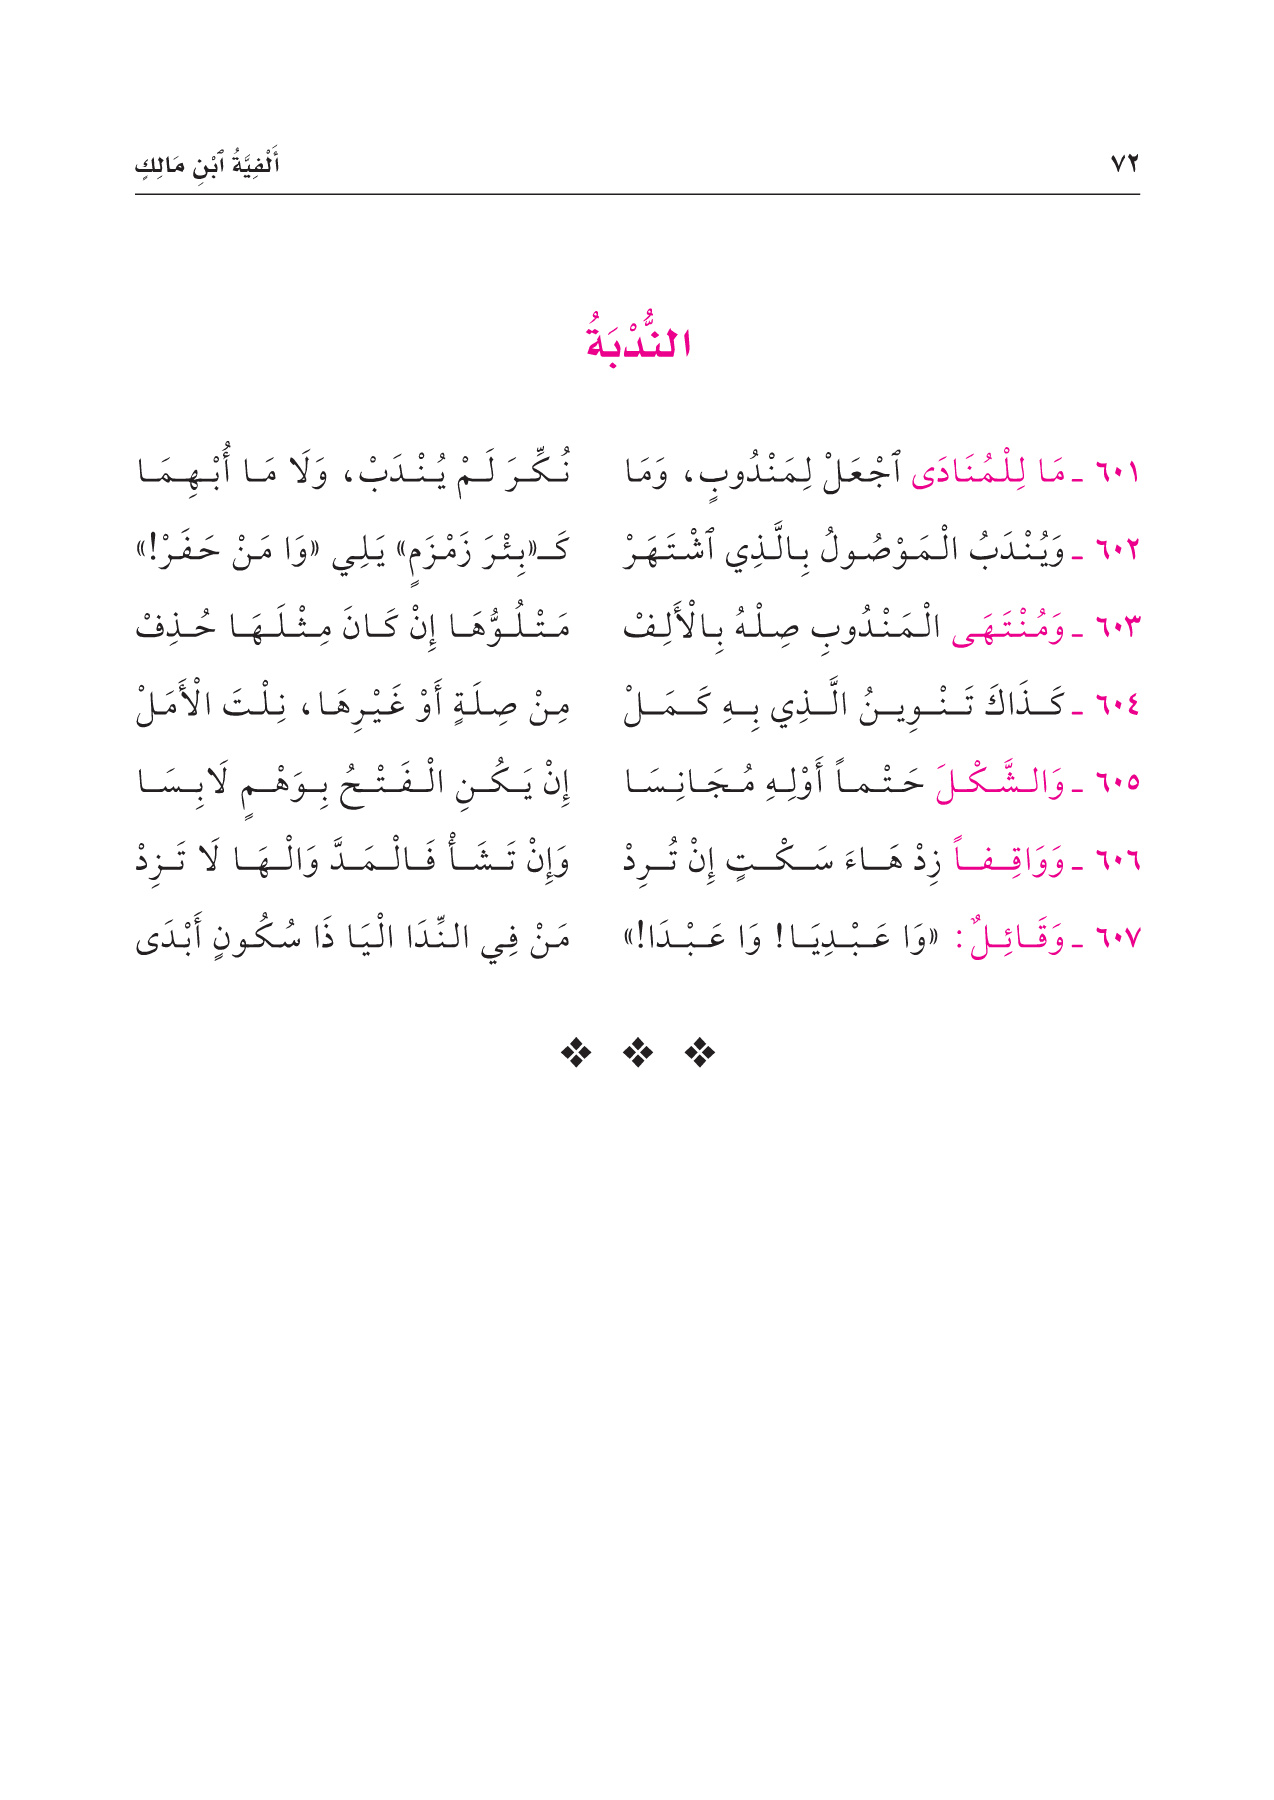 ٧٢ أَلْفِيَّةُ ٱبْنِ مَالِكٍ
النُّدْبَةُ
٦٠١ ـ مَا لِلْمُنَادَى ٱجْعَلْ لِمَنْدُوبٍ، وَمَا نُكِّرَ لَمْ يُنْدَبْ، وَلَا مَا أُبْهِمَا
٦٠٢ ـ وَيُنْدَبُ الْمَوْصُولُ بِالَّذِي ٱشْتَهَرْ كَـ«بِئْرَ زَمْزَمٍ» يَلِي «وَا مَنْ حَفَرْ!»
٦٠٣ ـ وَمُنْتَهَى الْمَنْدُوبِ صِلْهُ بِالْأَلِفْ مَتْلُوُّهَا إِنْ كَانَ مِثْلَهَا حُذِفْ
٦٠٤ ـ كَذَاكَ تَنْوِينُ الَّذِي بِهِ كَمَلْ مِنْ صِلَةٍ أَوْ غَيْرِهَا، نِلْتَ الْأَمَلْ
٦٠٥ ـ وَالشَّكْلَ حَتْماً أَوْلِهِ مُجَانِسَا إِنْ يَكُنِ الْفَتْحُ بِوَهْمٍ لَابِسَا
٦٠٦ ـ وَوَاقِفاً زِدْ هَاءَ سَكْتٍ إِنْ تُرِدْ وَإِنْ تَشَأْ فَالْمَدَّ وَالْهَا لَا تَزِدْ
٦٠٧ ـ وَقَائِلٌ: «وَا عَبْدِيَا! وَا عَبْدَا!» مَنْ فِي النِّدَا الْيَا ذَا سُكُونٍ أَبْدَى